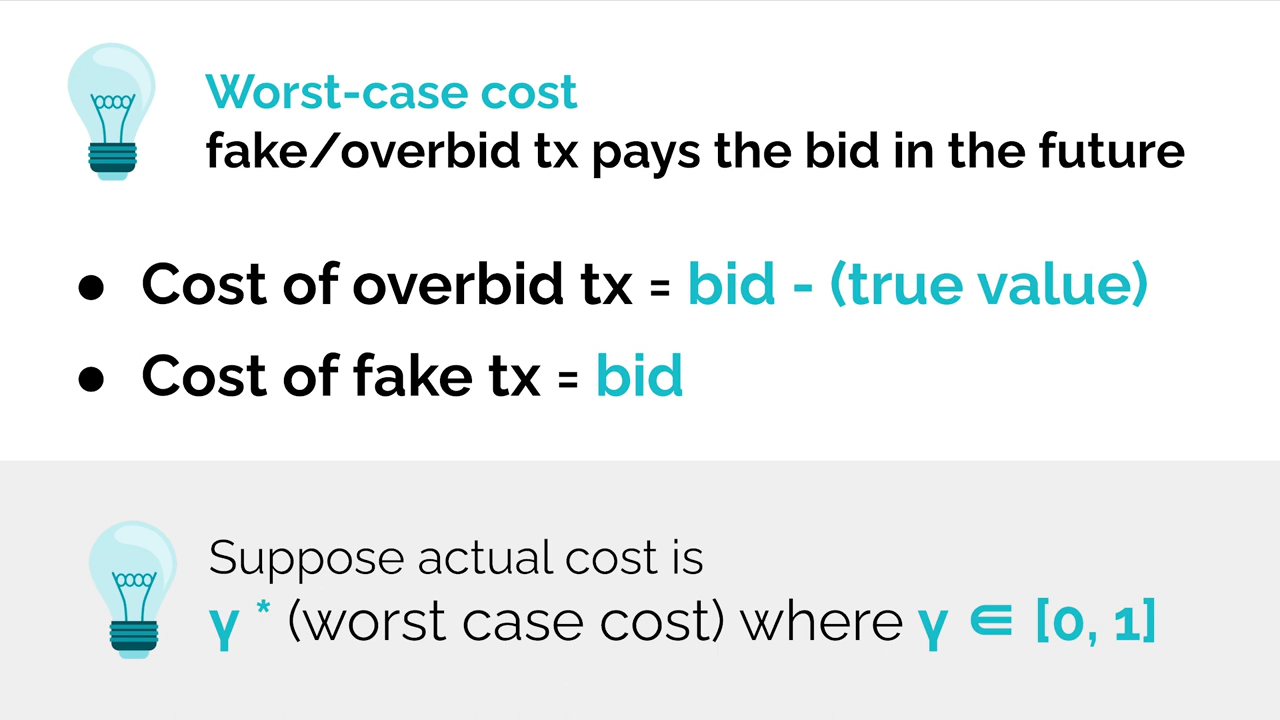 Worst-case cost
fake/overbid tx pays the bid in the future
● Cost of overbid tx = bid - (true value)
● Cost of fake tx = bid
Suppose actual cost is
γ * (worst case cost) where γ ∈ [0, 1]